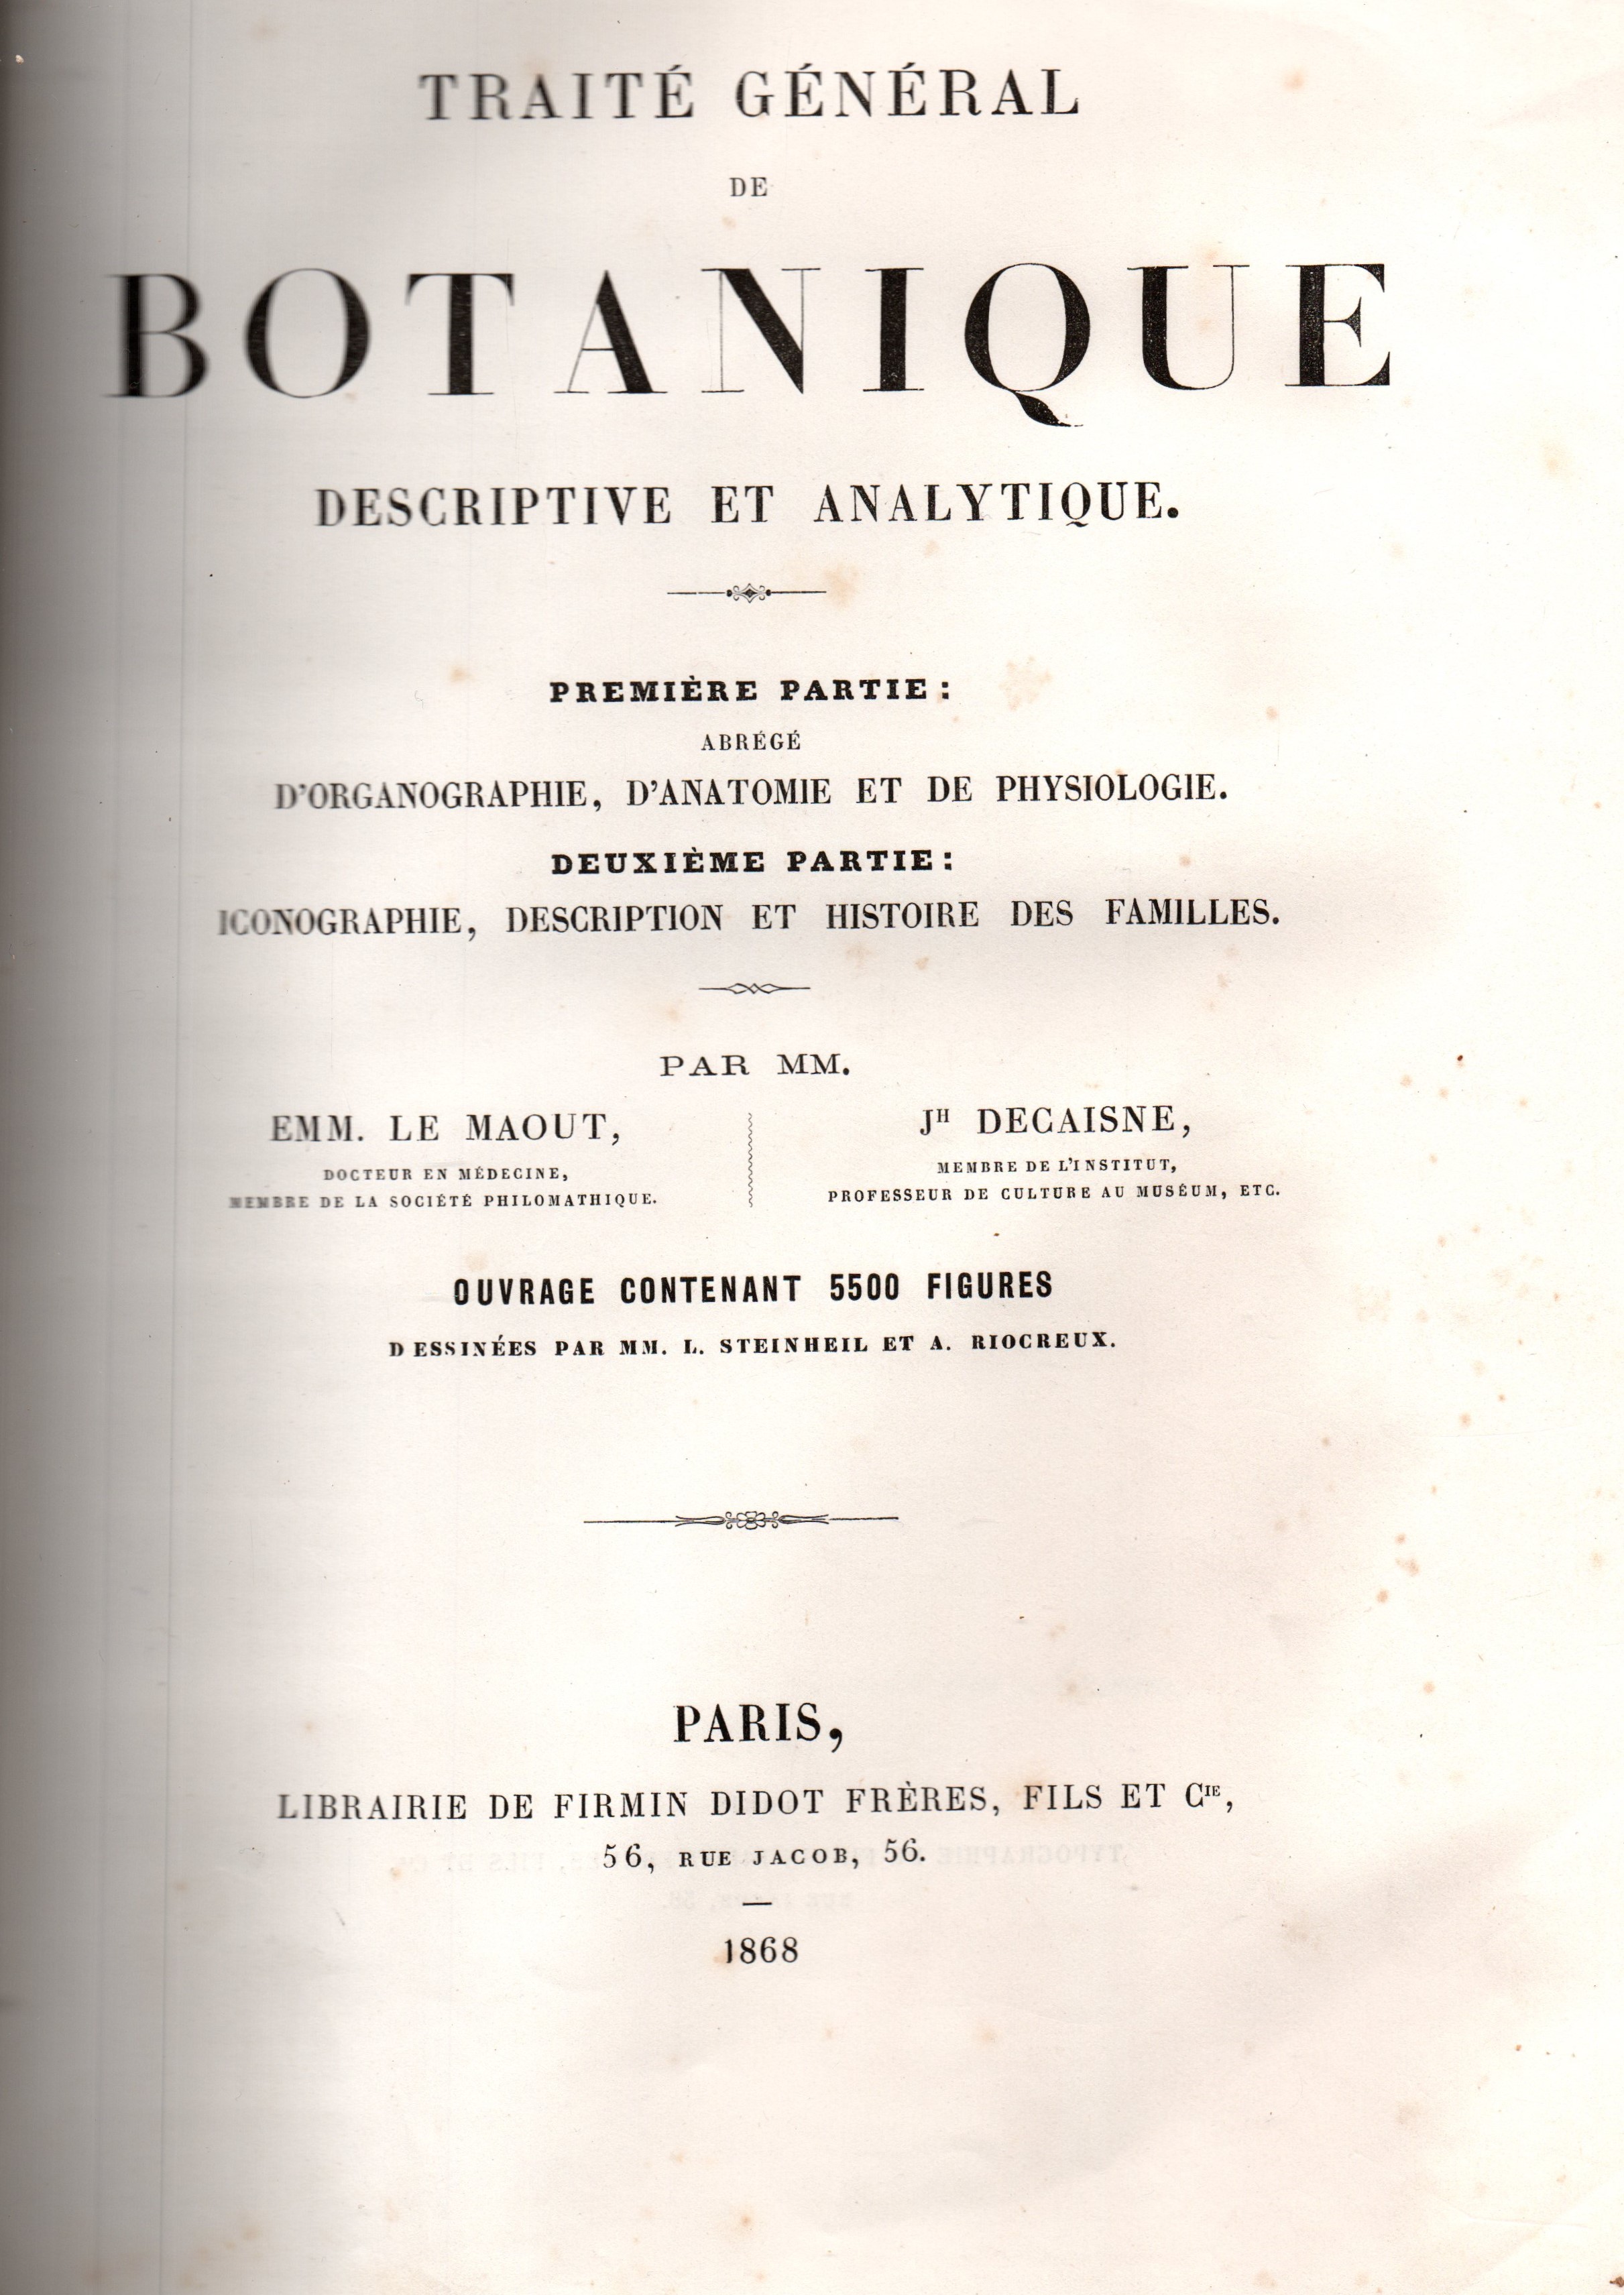 TRAITÉ GÉNÉRAL
DE
BOTANIQUE
DESCRIPTIVE ET ANALYTIQUE.
PREMIÈRE PARTIE :
ABRÉGÉ
D'ORGANOGRAPHIE, D'ANATOMIE ET DE PHYSIOLOGIE.
DEUXIÈME PARTIE :
ICONOGRAPHIE, DESCRIPTION ET HISTOIRE DES FAMILLES.
PAR MM.
EMM. LE MAOUT,
DOCTEUR EN MÉDECINE,
MEMBRE DE LA SOCIÉTÉ PHILOMATHIQUE.
JH DECAISNE,
MEMBRE DE L'INSTITUT,
PROFESSEUR DE CULTURE AU MUSÉUM, ETC.
OUVRAGE CONTENANT 5500 FIGURES
DESSINÉES PAR MM. L. STEINHEIL ET A. RIOCREUX.
PARIS,
LIBRAIRIE DE FIRMIN DIDOT FRÈRES, FILS ET CIE,
56, RUE JACOB, 56.
1868